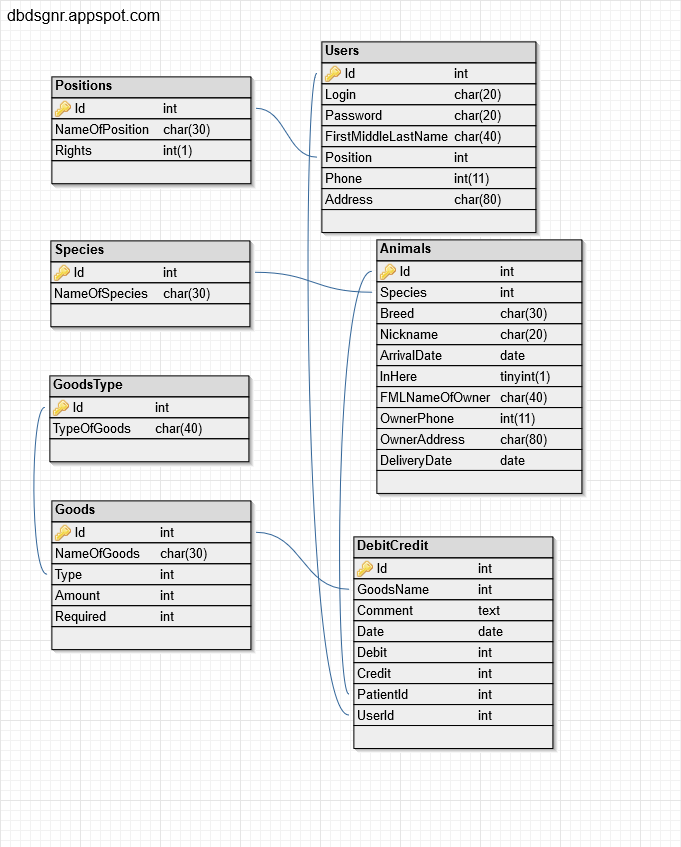 dbdsgnr.appspot.com
Positions
Id int
NameOfPosition char(30)
Rights int(1)
Users
Id int
Login char(20)
Password char(20)
FirstMiddleLastName char(40)
Position int
Phone int(11)
Address char(80)
Species
Id int
NameOfSpecies char(30)
Animals
Id int
Species int
Breed char(30)
Nickname char(20)
ArrivalDate date
InHere tinyint(1)
FMLNameOfOwner char(40)
OwnerPhone int(11)
OwnerAddress char(80)
DeliveryDate date
GoodsType
Id int
TypeOfGoods char(40)
Goods
Id int
NameOfGoods char(30)
Type int
Amount int
Required int
DebitCredit
Id int
GoodsName int
Comment text
Date date
Debit int
Credit int
PatientId int
UserId int